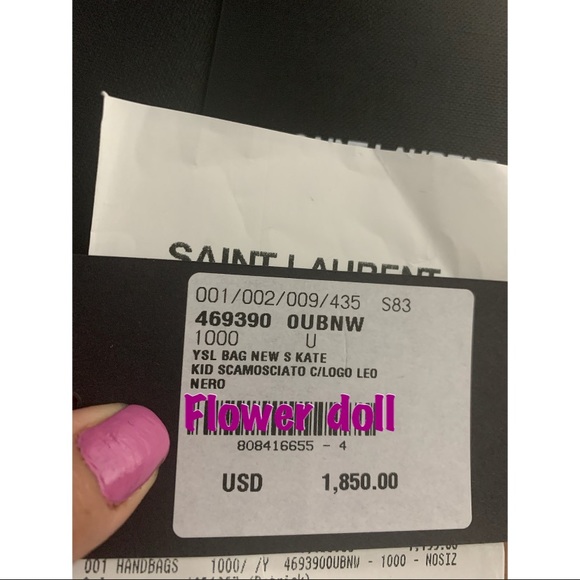 SAINT LAURENT
001/002/009/435 S83
469390 0UBNW
1000 U
YSL BAG NEW S KATE
KID SCAMOSCIATO C/LOGO LEO
NERO
Flower doll
808416655 - 4
USD 1,850.00
001 HANDBAGS 1000/ /Y 4693900UBNW - 1000 - NOSIZ